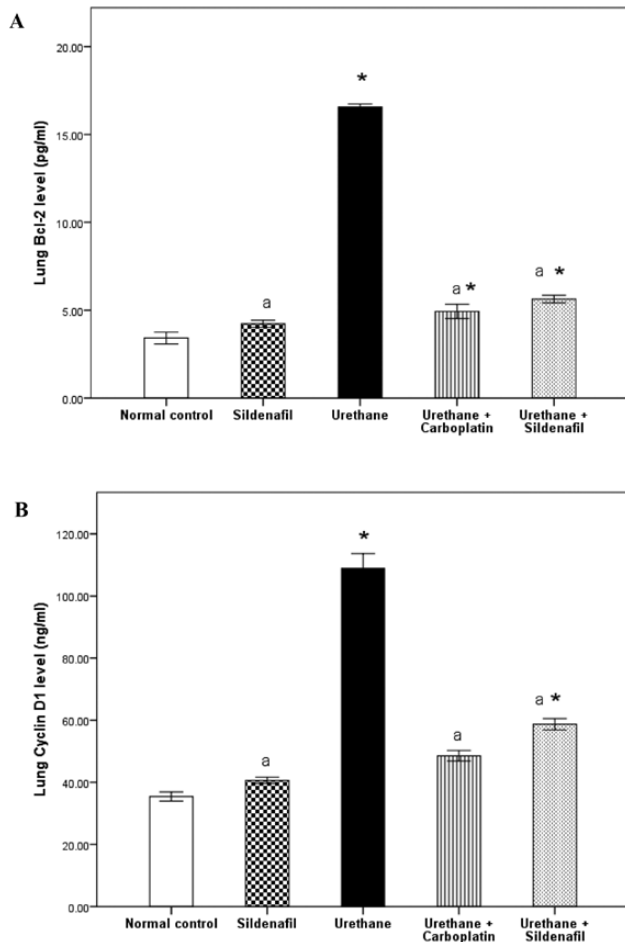 A
Lung Bcl-2 level (pg/ml)
20.00
15.00
10.00
5.00
0.00
*
a
a *
a *
Normal control
Sildenafil
Urethane
Urethane +
Carboplatin
Urethane +
Sildenafil
B
Lung Cyclin D1 level (ng/ml)
120.00
100.00
80.00
60.00
40.00
20.00
0.00
*
a
a
a *
Normal control
Sildenafil
Urethane
Urethane +
Carboplatin
Urethane +
Sildenafil